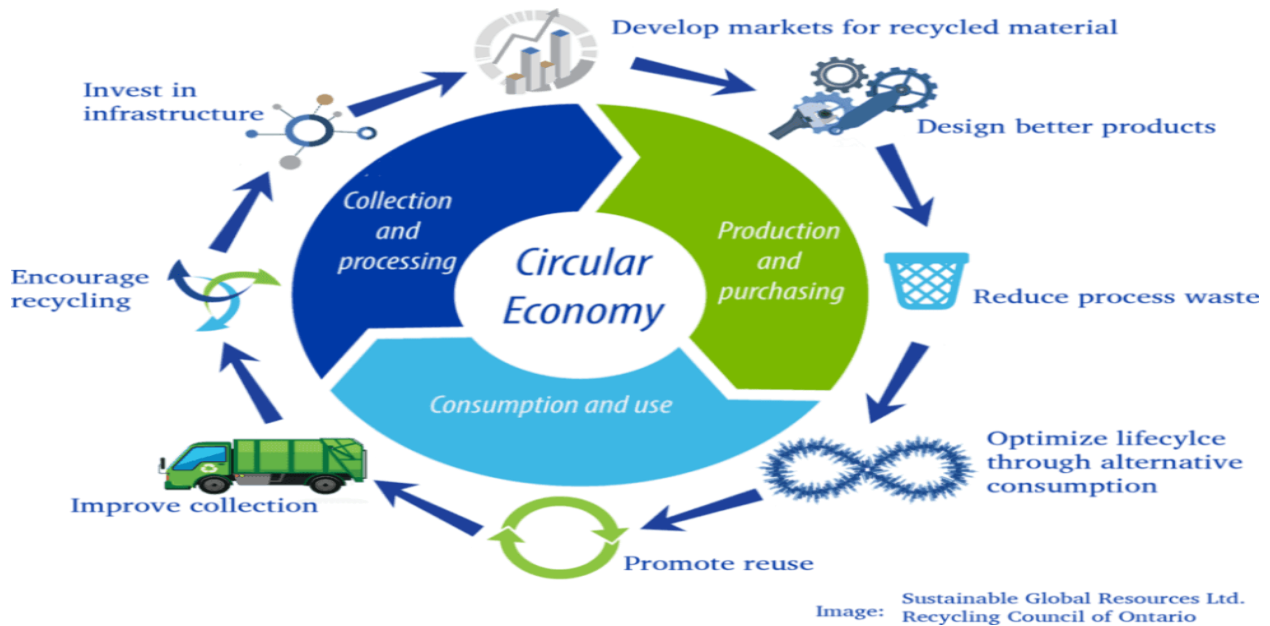 Develop markets for recycled material
Invest in
infrastructure
Design better products
Collection
and
processing
Production
and
purchasing
Circular
Economy
Encourage
recycling
Reduce process waste
Consumption and use
Optimize lifecylce
through alternative
consumption
Improve collection
Promote reuse
Image:
Sustainable Global Resources Ltd.
Recycling Council of Ontario